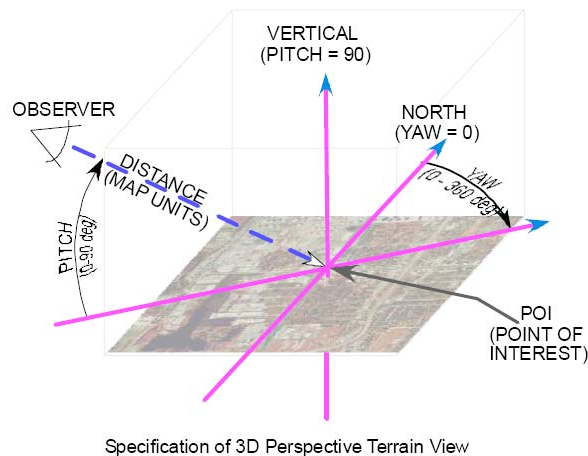 VERTICAL
(PITCH = 90)
OBSERVER
NORTH
(YAW = 0)
DISTANCE
(MAP UNITS)
YAW
(0 - 360 deg)
PITCH
(0-90 deg)
POI
(POINT OF
INTEREST)
Specification of 3D Perspective Terrain View